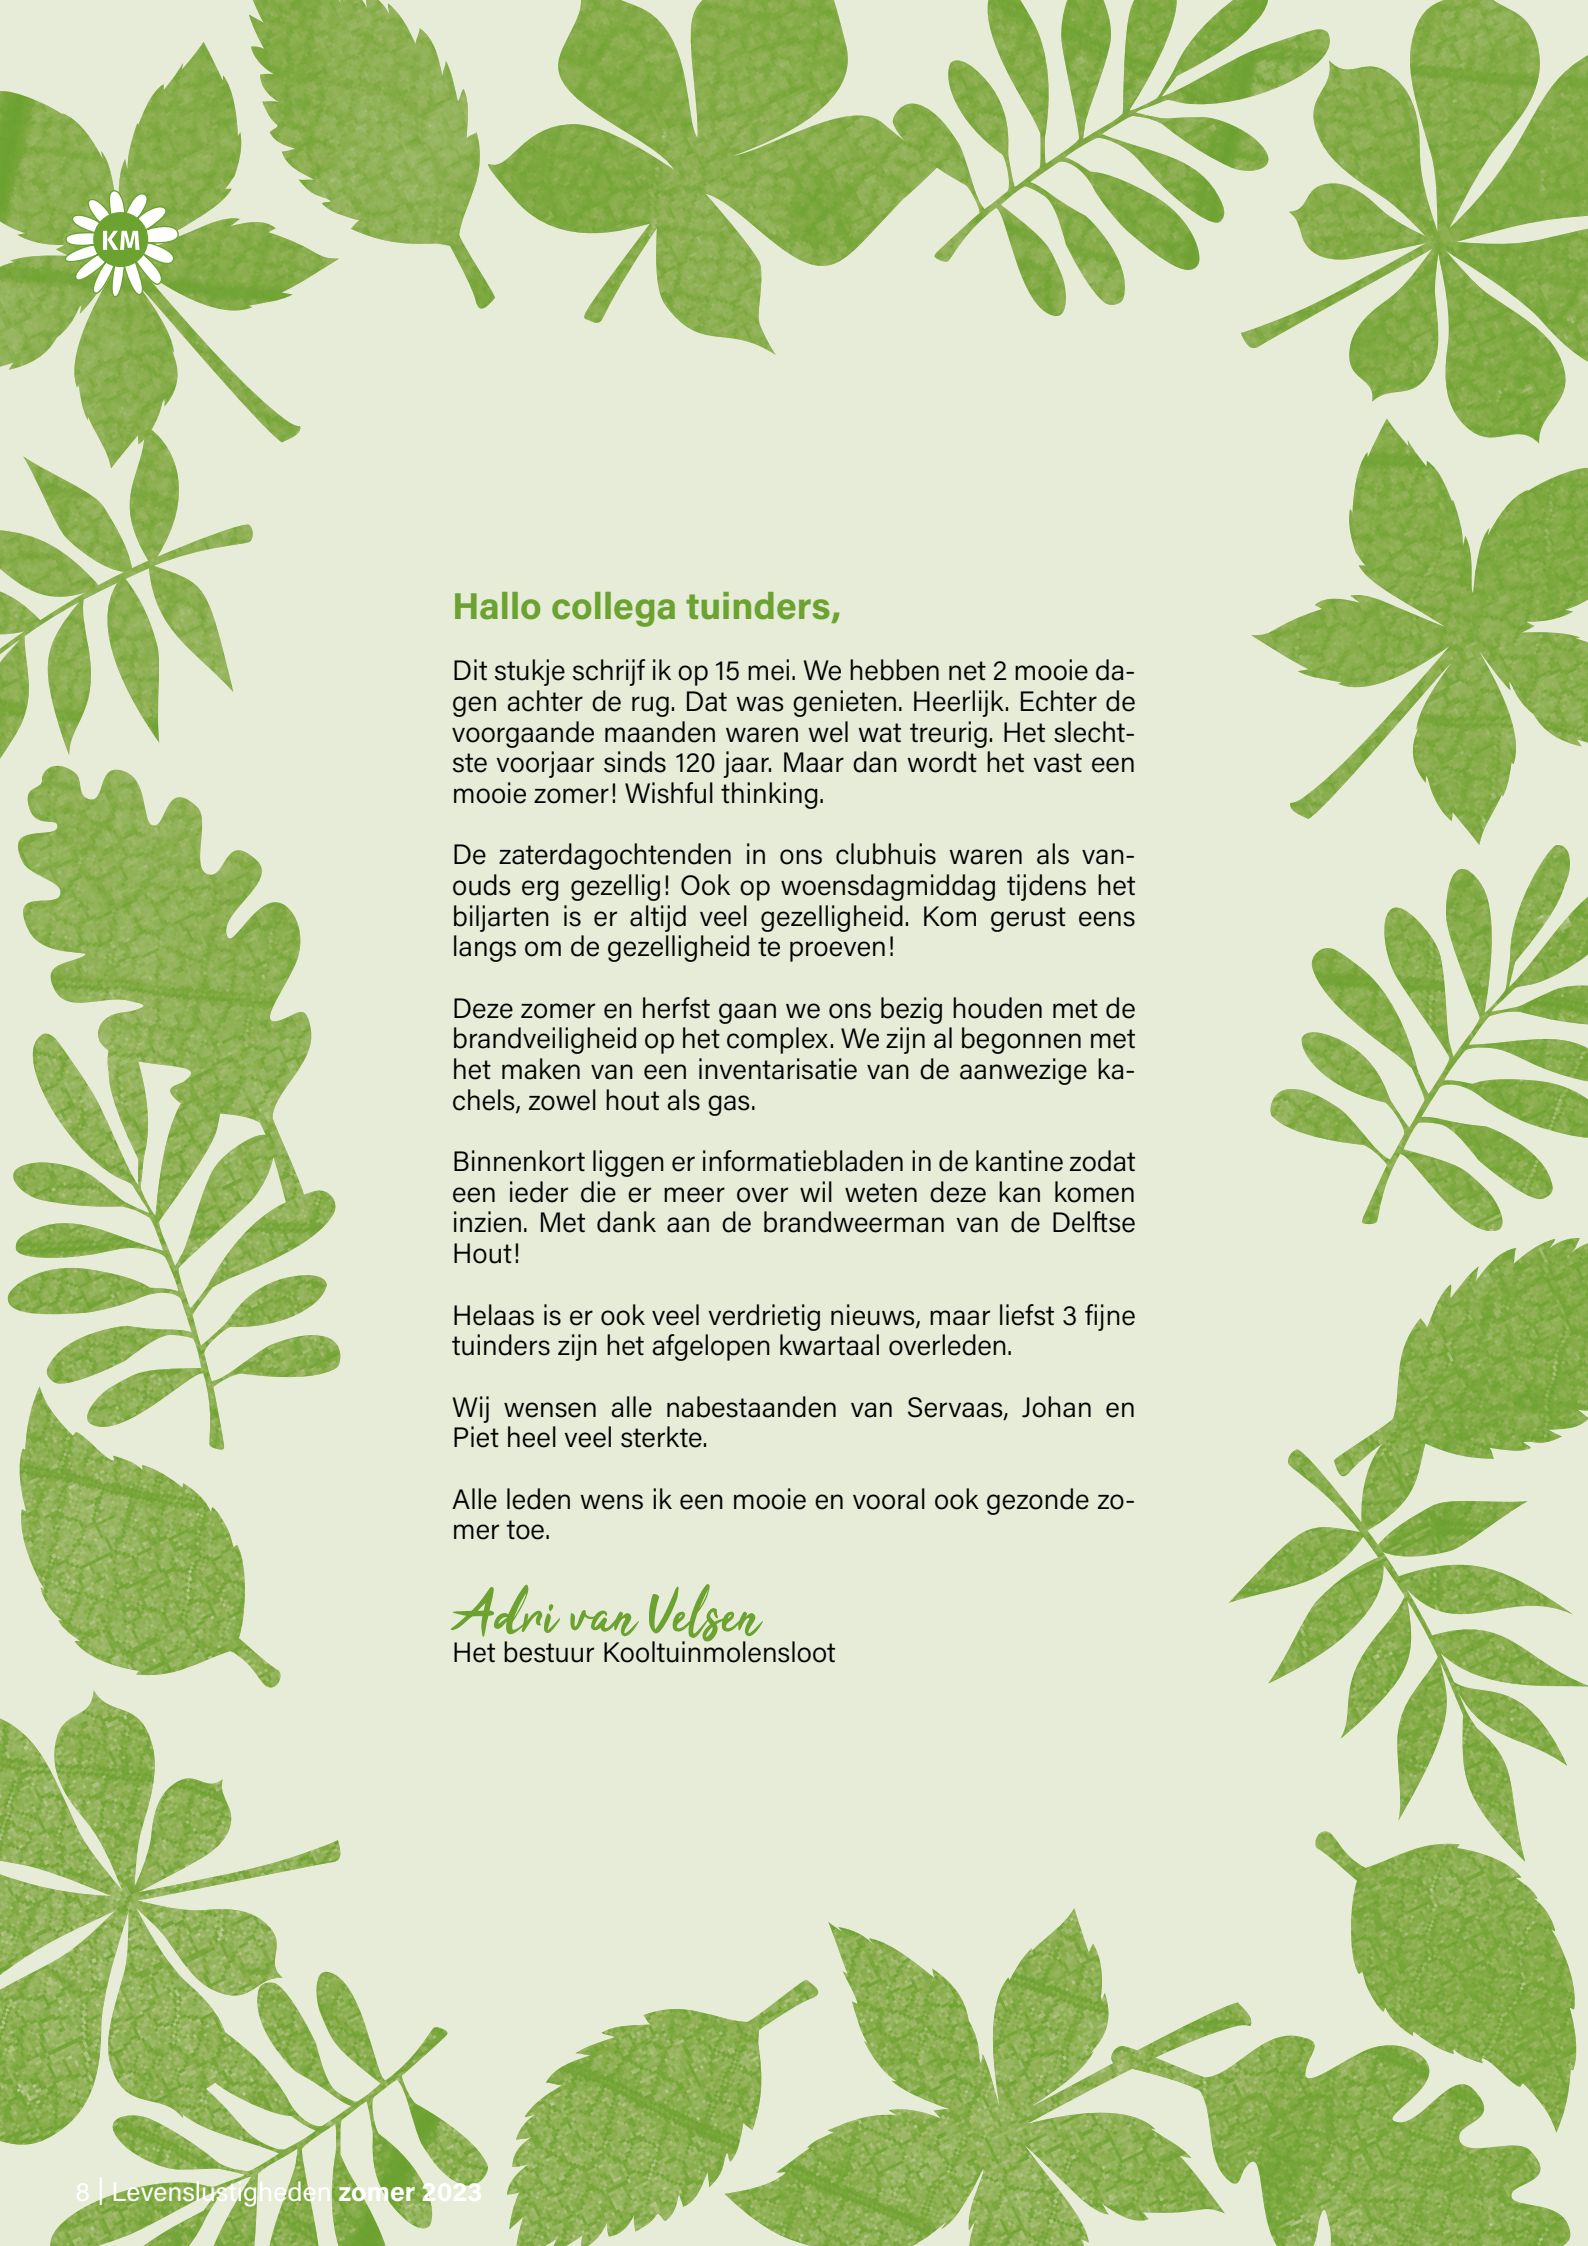 KM
Hallo collega tuinders,
Dit stukje schrijf ik op 15 mei. We hebben net 2 mooie da-
gen achter de rug. Dat was genieten. Heerlijk. Echter de
voorgaande maanden waren wel wat treurig. Het slecht-
ste voorjaar sinds 120 jaar. Maar dan wordt het vast een
mooie zomer! Wishful thinking.
De zaterdagochtenden in ons clubhuis waren als van-
ouds erg gezellig! Ook op woensdagmiddag tijdens het
biljarten is er altijd veel gezelligheid. Kom gerust eens
langs om de gezelligheid te proeven!
Deze zomer en herfst gaan we ons bezig houden met de
brandveiligheid op het complex. We zijn al begonnen met
het maken van een inventarisatie van de aanwezige ka-
chels, zowel hout als gas.
Binnenkort liggen er informatiebladen in de kantine zodat
een ieder die er meer over wil weten deze kan komen
inzien. Met dank aan de brandweerman van de Delftse
Hout!
Helaas is er ook veel verdrietig nieuws, maar liefst 3 fijne
tuinders zijn het afgelopen kwartaal overleden.
Wij wensen alle nabestaanden van Servaas, Johan en
Piet heel veel sterkte.
Alle leden wens ik een mooie en vooral ook gezonde zo-
mer toe.
Adri van Velsen
Het bestuur Kooltuinmolensloot
8 | Levenslustigheden zomer 2023